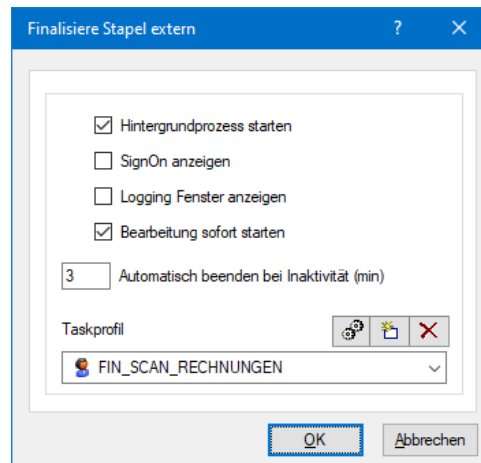 Finalisiere Stapel extern ?
Hintergrundprozess starten
SignOn anzeigen
Logging Fenster anzeigen
Bearbeitung sofort starten
3 Automatisch beenden bei Inaktivität (min)
Taskprofil
FIN_SCAN_RECHNUNGEN
OK Abbrechen